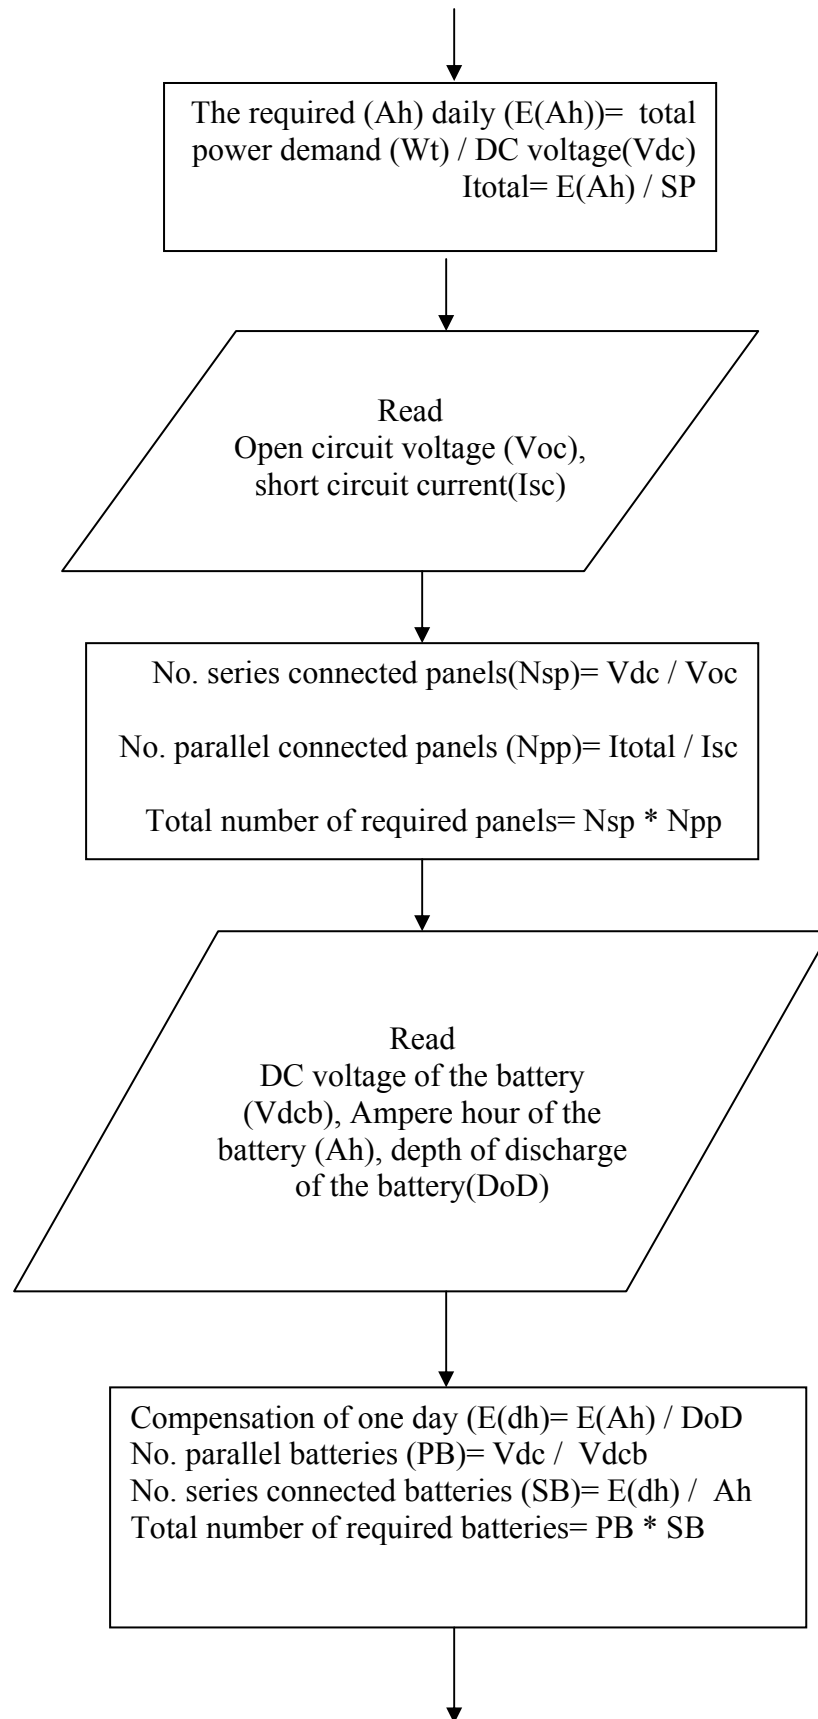 The required (Ah) daily (E(Ah))= total
power demand (Wt) / DC voltage(Vdc)
Itotal= E(Ah) / SP
Read
Open circuit voltage (Voc),
short circuit current(Isc)
No. series connected panels(Nsp)= Vdc / Voc
No. parallel connected panels (Npp)= Itotal / Isc
Total number of required panels= Nsp * Npp
Read
DC voltage of the battery
(Vdcb), Ampere hour of the
battery (Ah), depth of discharge
of the battery(DoD)
Compensation of one day (E(dh)= E(Ah) / DoD
No. parallel batteries (PB)= Vdc / Vdcb
No. series connected batteries (SB)= E(dh) / Ah
Total number of required batteries= PB * SB